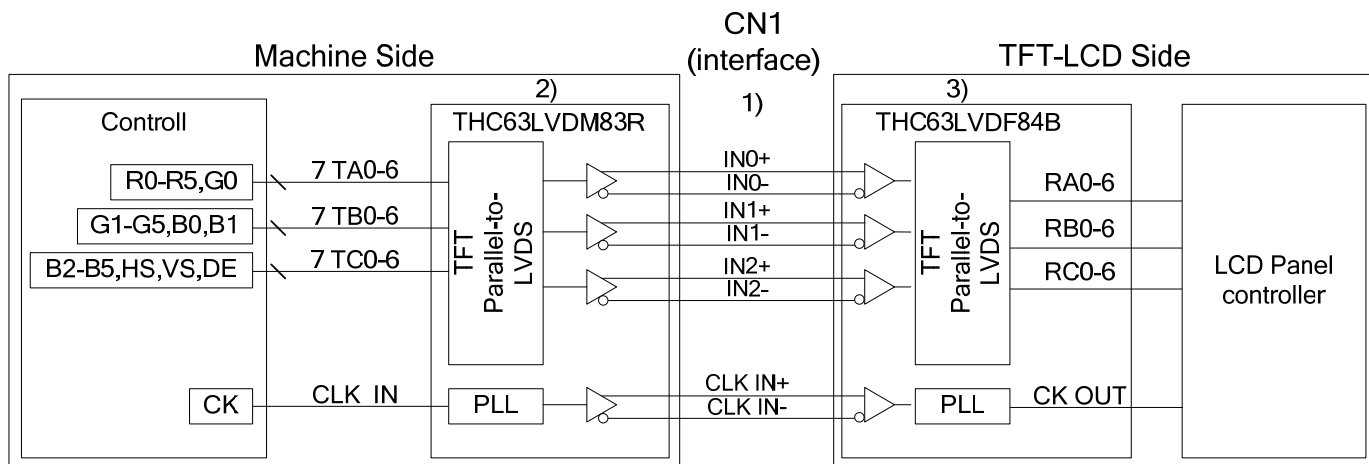 CN1
(interface)
1)
Machine Side
TFT-LCD Side
Controll
R0-R5,G0
G1-G5,B0,B1
B2-B5,HS,VS,DE
CK
7 TA0-6
7 TB0-6
7 TC0-6
CLK IN
2)
THC63LVDM83R
TFT
Parallel-to-
LVDS
PLL
IN0+
IN0-
IN1+
IN1-
IN2+
IN2-
CLK IN+
CLK IN-
3)
THC63LVDF84B
TFT
Parallel-to-
LVDS
PLL
RA0-6
RB0-6
RC0-6
CK OUT
LCD Panel
controller